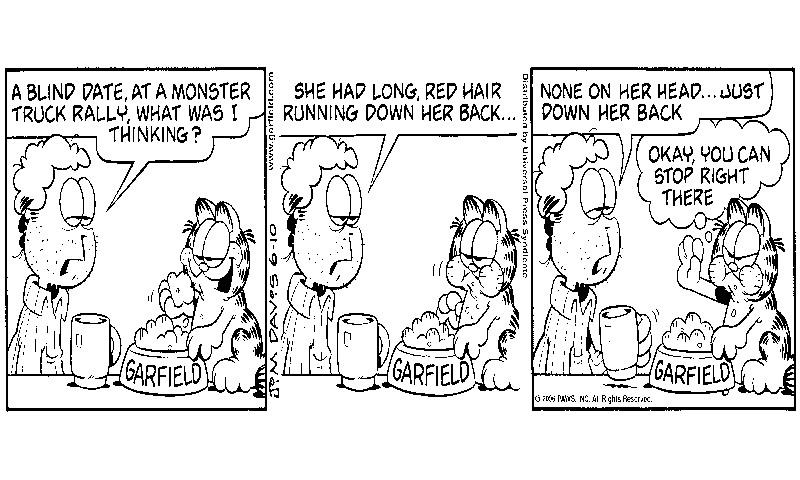 A BLIND DATE, AT A MONSTER
TRUCK RALLY, WHAT WAS I
THINKING?
GARFIELD
www.garfield.com
JIM DAVIS 6-10
SHE HAD LONG, RED HAIR
RUNNING DOWN HER BACK...
GARFIELD
Distributed by Universal Press Syndicate
NONE ON HER HEAD... JUST
DOWN HER BACK
OKAY, YOU CAN
STOP RIGHT
THERE
GARFIELD
PAWS, INC. All Rights Reserved.